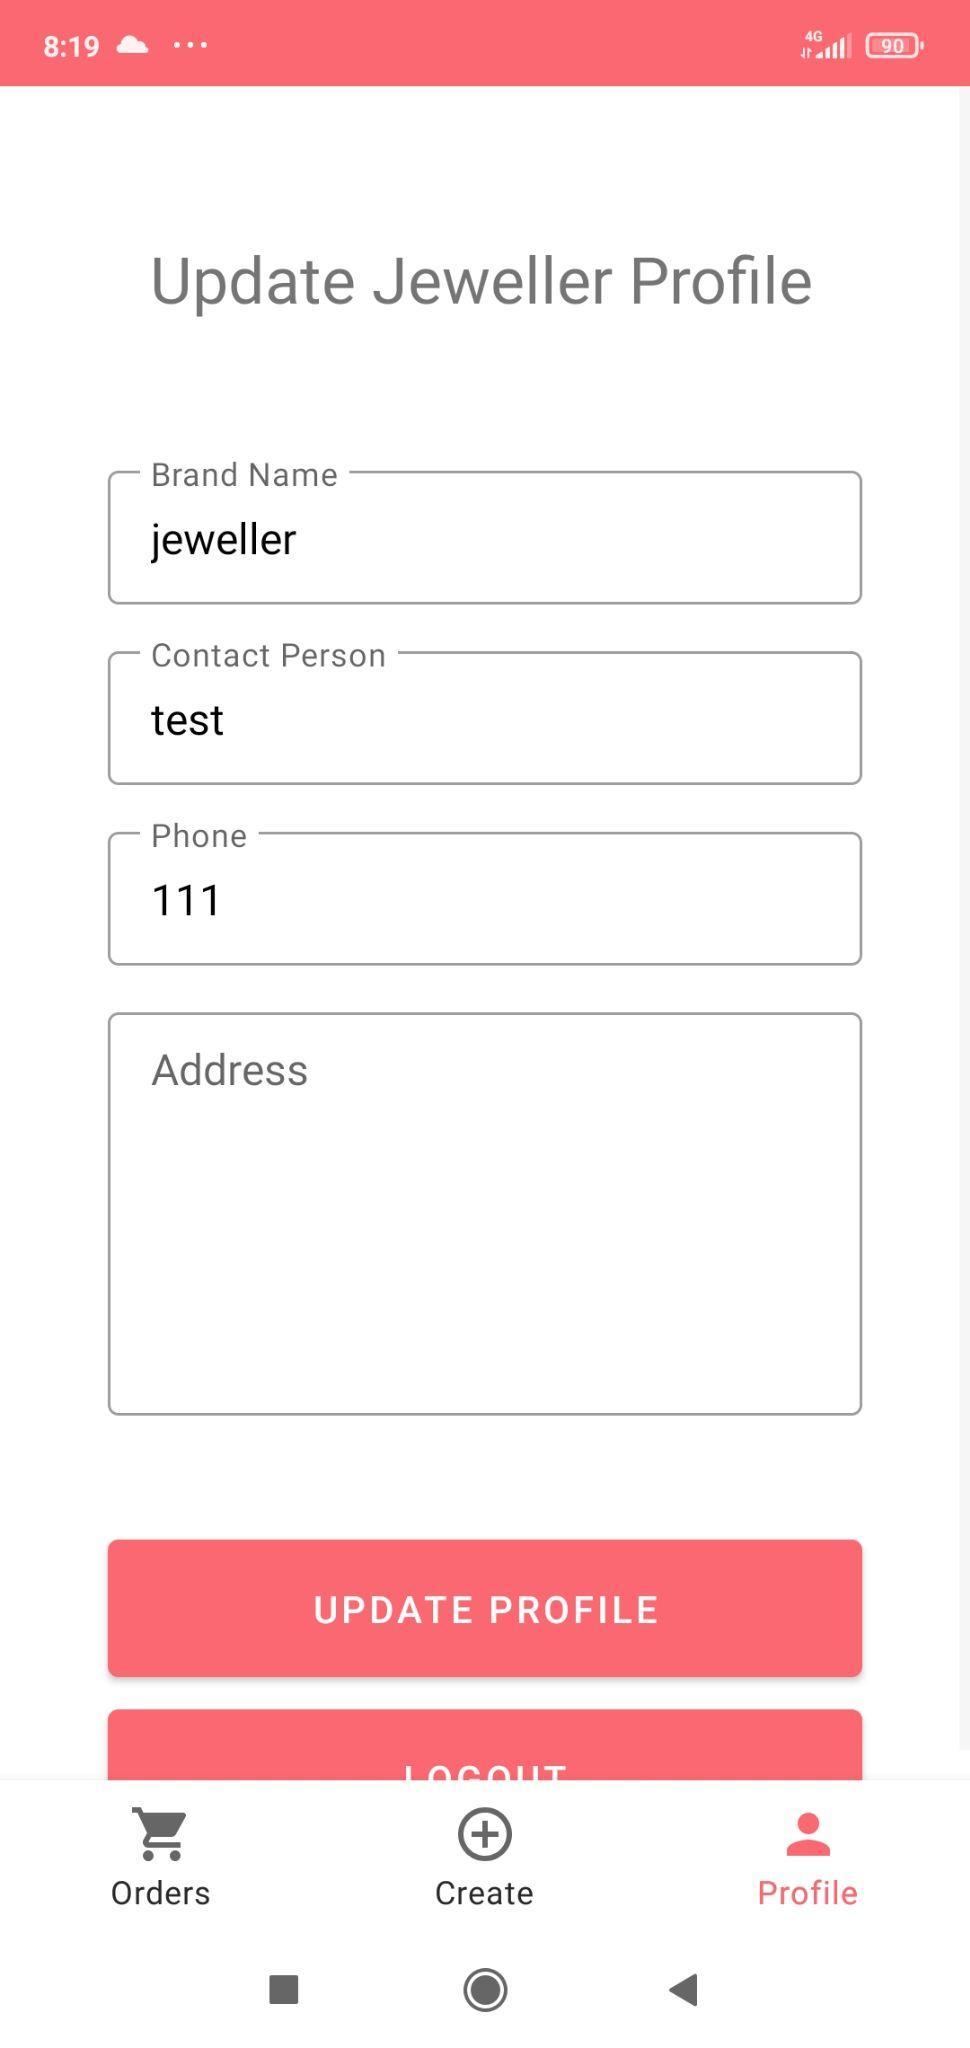 8:19
4G
90
Update Jeweller Profile
Brand Name
jeweller
Contact Person
test
Phone
111
Address
UPDATE PROFILE
LOGOUT
Orders
Create
Profile